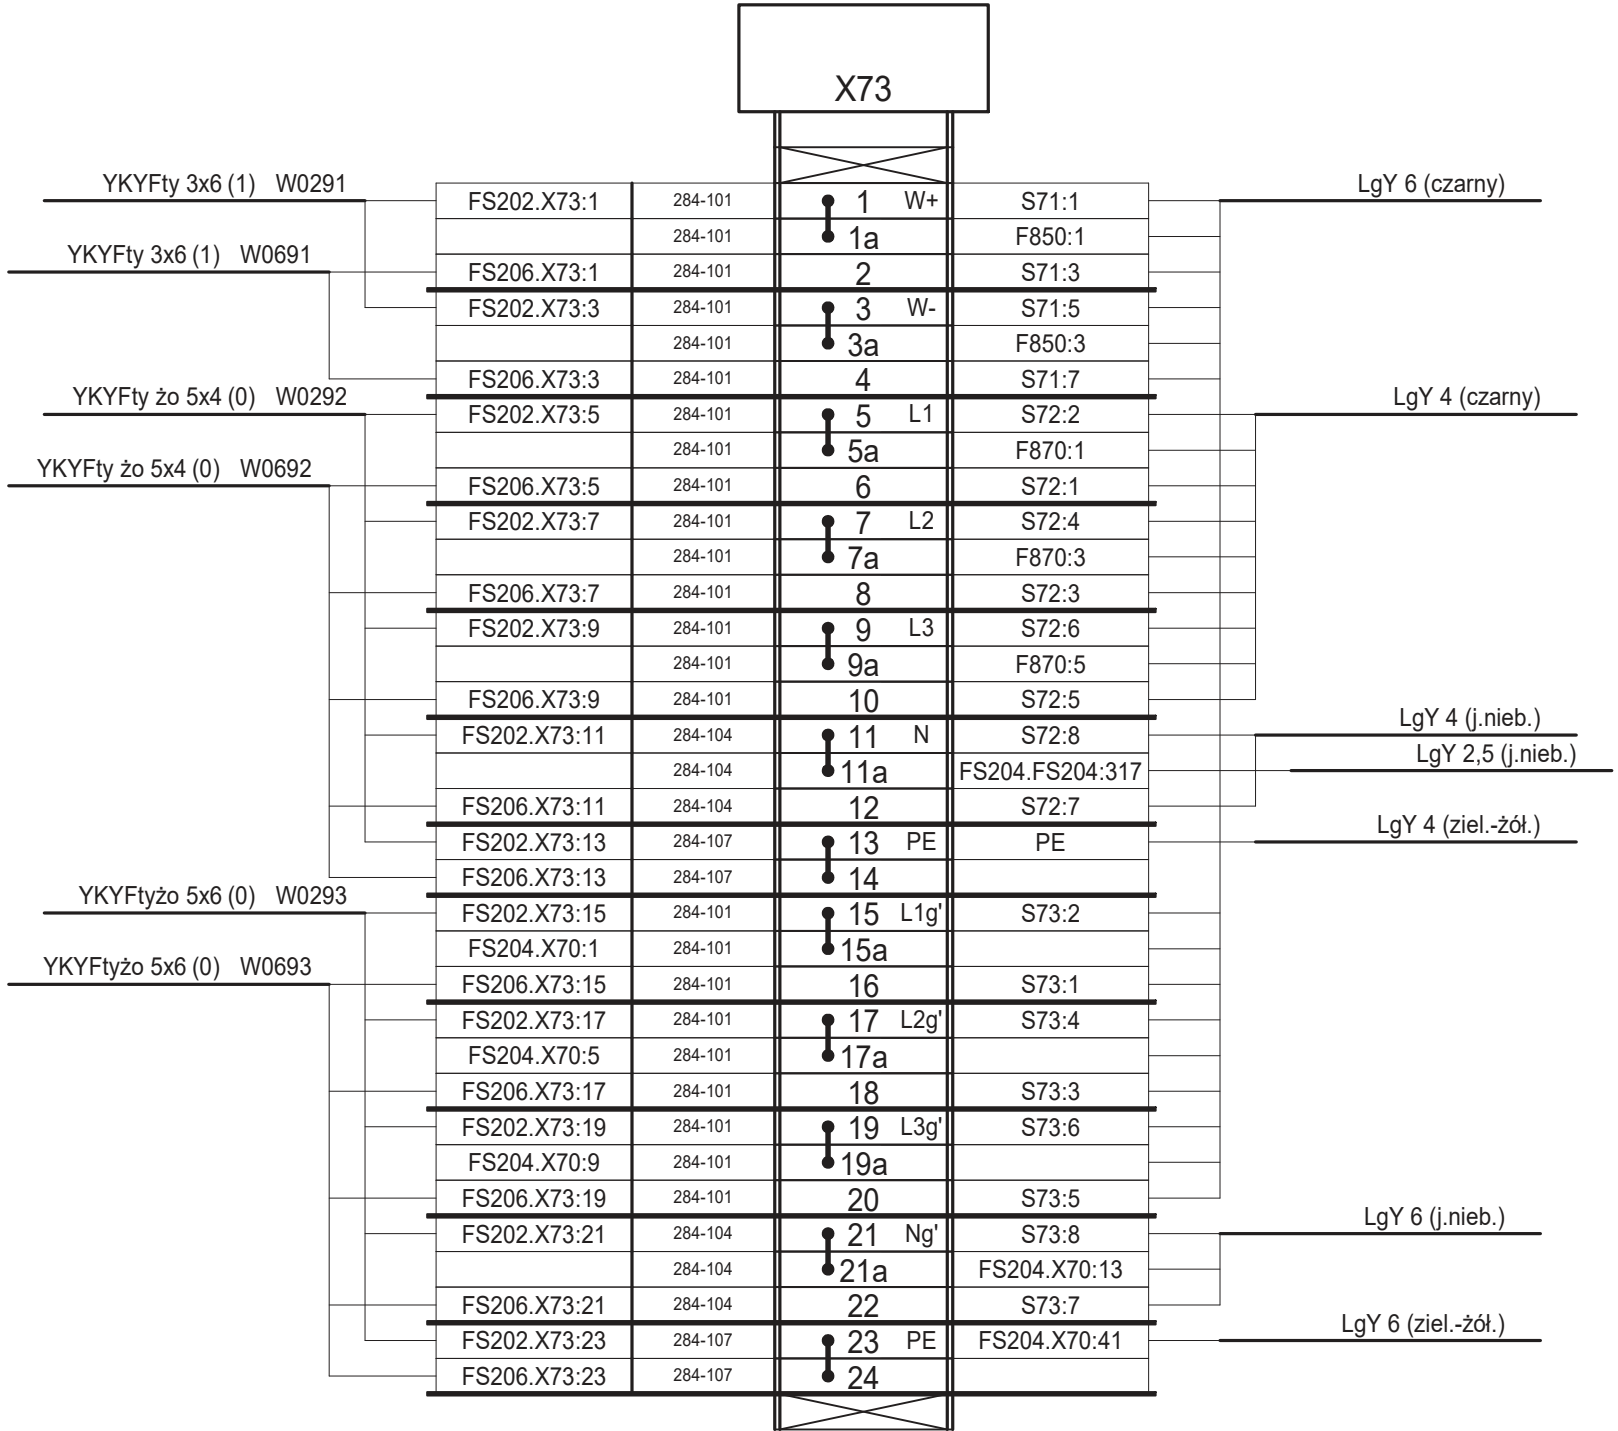 X73
YKYFty 3x6 (1) W0291
LgY 6 (czarny)
FS202.X73:1 284-101 1 W+ S71:1
284-101 1a F850:1
YKYFty 3x6 (1) W0691
FS206.X73:1 284-101 2 S71:3
FS202.X73:3 284-101 3 W- S71:5
284-101 3a F850:3
FS206.X73:3 284-101 4 S71:7
YKYFty żo 5x4 (0) W0292
LgY 4 (czarny)
FS202.X73:5 284-101 5 L1 S72:2
284-101 5a F870:1
YKYFty żo 5x4 (0) W0692
FS206.X73:5 284-101 6 S72:1
FS202.X73:7 284-101 7 L2 S72:4
284-101 7a F870:3
FS206.X73:7 284-101 8 S72:3
FS202.X73:9 284-101 9 L3 S72:6
284-101 9a F870:5
FS206.X73:9 284-101 10 S72:5
LgY 4 (j.nieb.)
FS202.X73:11 284-104 11 N S72:8
LgY 2,5 (j.nieb.)
284-104 11a FS204.FS204:317
FS206.X73:11 284-104 12 S72:7
LgY 4 (ziel.-żół.)
FS202.X73:13 284-107 13 PE PE
FS206.X73:13 284-107 14
YKYFtyżo 5x6 (0) W0293
FS202.X73:15 284-101 15 L1g' S73:2
FS204.X70:1 284-101 15a
YKYFtyżo 5x6 (0) W0693
FS206.X73:15 284-101 16 S73:1
FS202.X73:17 284-101 17 L2g' S73:4
FS204.X70:5 284-101 17a
FS206.X73:17 284-101 18 S73:3
FS202.X73:19 284-101 19 L3g' S73:6
FS204.X70:9 284-101 19a
FS206.X73:19 284-101 20 S73:5
LgY 6 (j.nieb.)
FS202.X73:21 284-104 21 Ng' S73:8
284-104 21a FS204.X70:13
FS206.X73:21 284-104 22 S73:7
LgY 6 (ziel.-żół.)
FS202.X73:23 284-107 23 PE FS204.X70:41
FS206.X73:23 284-107 24